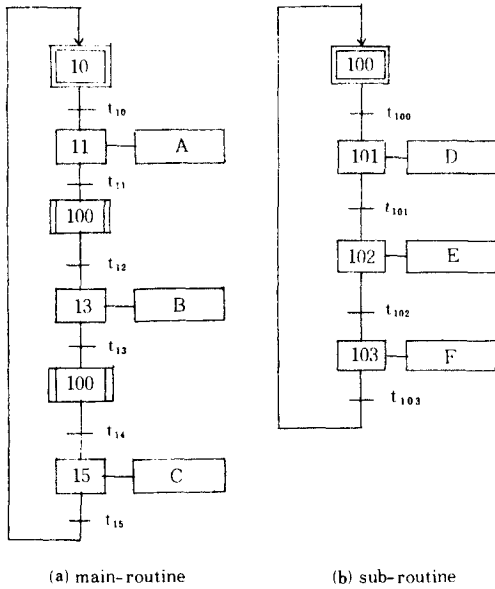 10
t₁₀
11 A
t₁₁
100
t₁₂
13 B
t₁₃
100
t₁₄
15 C
t₁₅
(a) main-routine
100
t₁₀₀
101 D
t₁₀₁
102 E
t₁₀₂
103 F
t₁₀₃
(b) sub-routine